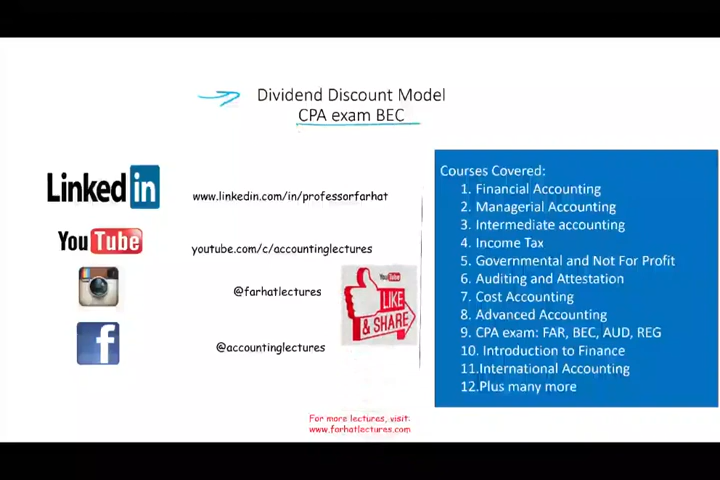 Dividend Discount Model
CPA exam BEC
Linked in
www.linkedin.com/in/professorfarhat
YouTube
youtube.com/c/accountinglectures
@farhatlectures
YouTube
LIKE
& SHARE
@accountinglectures
f
Courses Covered:
1. Financial Accounting
2. Managerial Accounting
3. Intermediate accounting
4. Income Tax
5. Governmental and Not For Profit
6. Auditing and Attestation
7. Cost Accounting
8. Advanced Accounting
9. CPA exam: FAR, BEC, AUD, REG
10. Introduction to Finance
11.International Accounting
12.Plus many more
For more lectures, visit:
www.farhatlectures.com